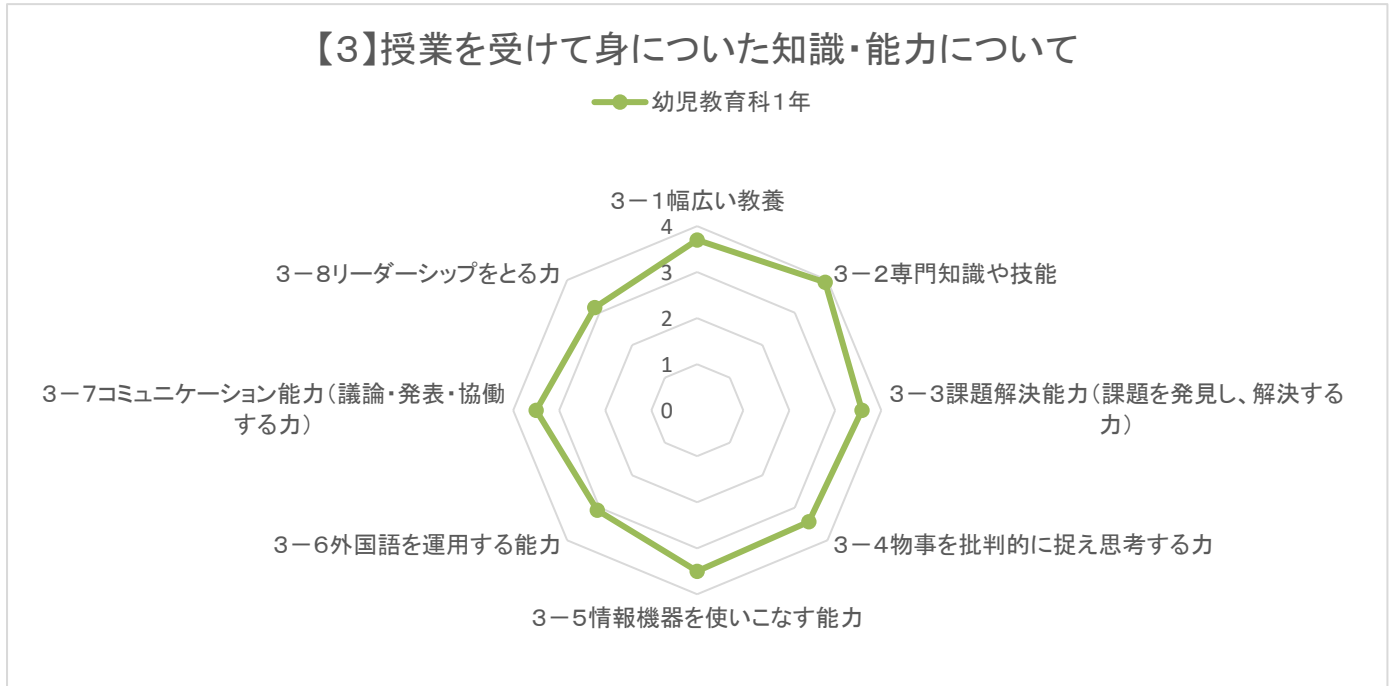 【3】授業を受けて身についた知識・能力について
幼児教育科1年
3－1幅広い教養
4
3
2
1
0
3－2専門知識や技能
3－3課題解決能力（課題を発見し、解決する
力）
3－4物事を批判的に捉え思考する力
3－5情報機器を使いこなす能力
3－6外国語を運用する能力
3－7コミュニケーション能力（議論・発表・協働
する力）
3－8リーダーシップをとる力